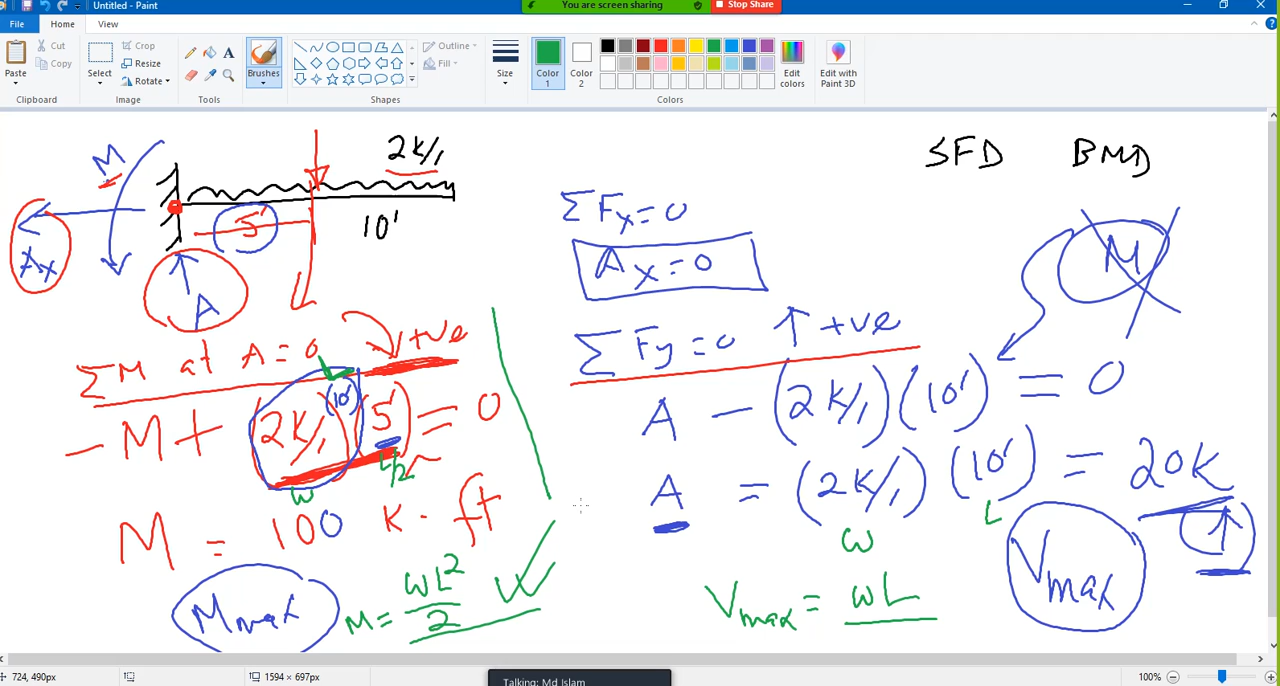 Untitled - Paint
You are screen sharing
Stop Share
File
Home
View
Paste
Cut
Copy
Clipboard
Select
Crop
Resize
Rotate
Image
Tools
Brushes
Shapes
Outline
Fill
Size
Color 1
Color 2
Edit colors
Edit with Paint 3D
Colors
M
2K/'
5'
10'
Ax
A
SFD BMD
ΣFx = 0
Ax = 0
M
ΣM at A = 0 +ve
- M + (2K/')(10')(5') = 0
w L/2
M = 100 K·ft
Mmax
M = wL²/2
ΣFy = 0 ↑ +ve
A - (2K/')(10') = 0
A = (2K/')(10') = 20K ↑
w L
Vmax
Vmax = wL
724, 490px
1594 × 697px
100%
Talking: Md Islam